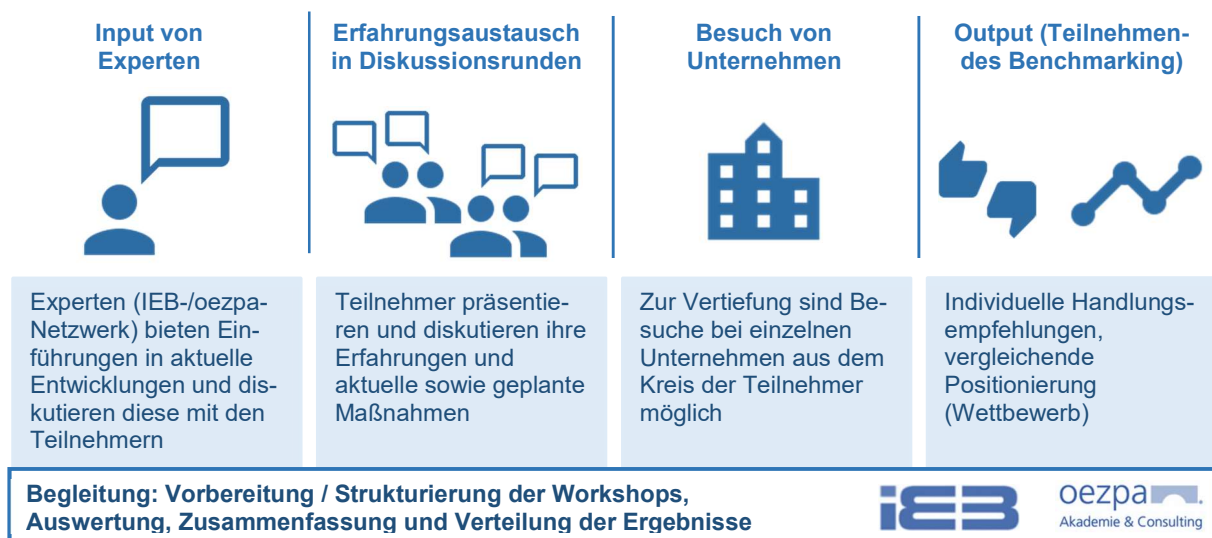 Input von
Experten
Erfahrungsaustausch
in Diskussionsrunden
Besuch von
Unternehmen
Output (Teilnehmen-
des Benchmarking)
Experten (IEB-/oezpa-
Netzwerk) bieten Ein-
führungen in aktuelle
Entwicklungen und dis-
kutieren diese mit den
Teilnehmern
Teilnehmer präsentie-
ren und diskutieren ihre
Erfahrungen und
aktuelle sowie geplante
Maßnahmen
Zur Vertiefung sind Be-
suche bei einzelnen
Unternehmen aus dem
Kreis der Teilnehmer
möglich
Individuelle Handlungs-
empfehlungen,
vergleichende
Positionierung
(Wettbewerb)
Begleitung: Vorbereitung / Strukturierung der Workshops,
Auswertung, Zusammenfassung und Verteilung der Ergebnisse
iEB
oezpa
Akademie & Consulting